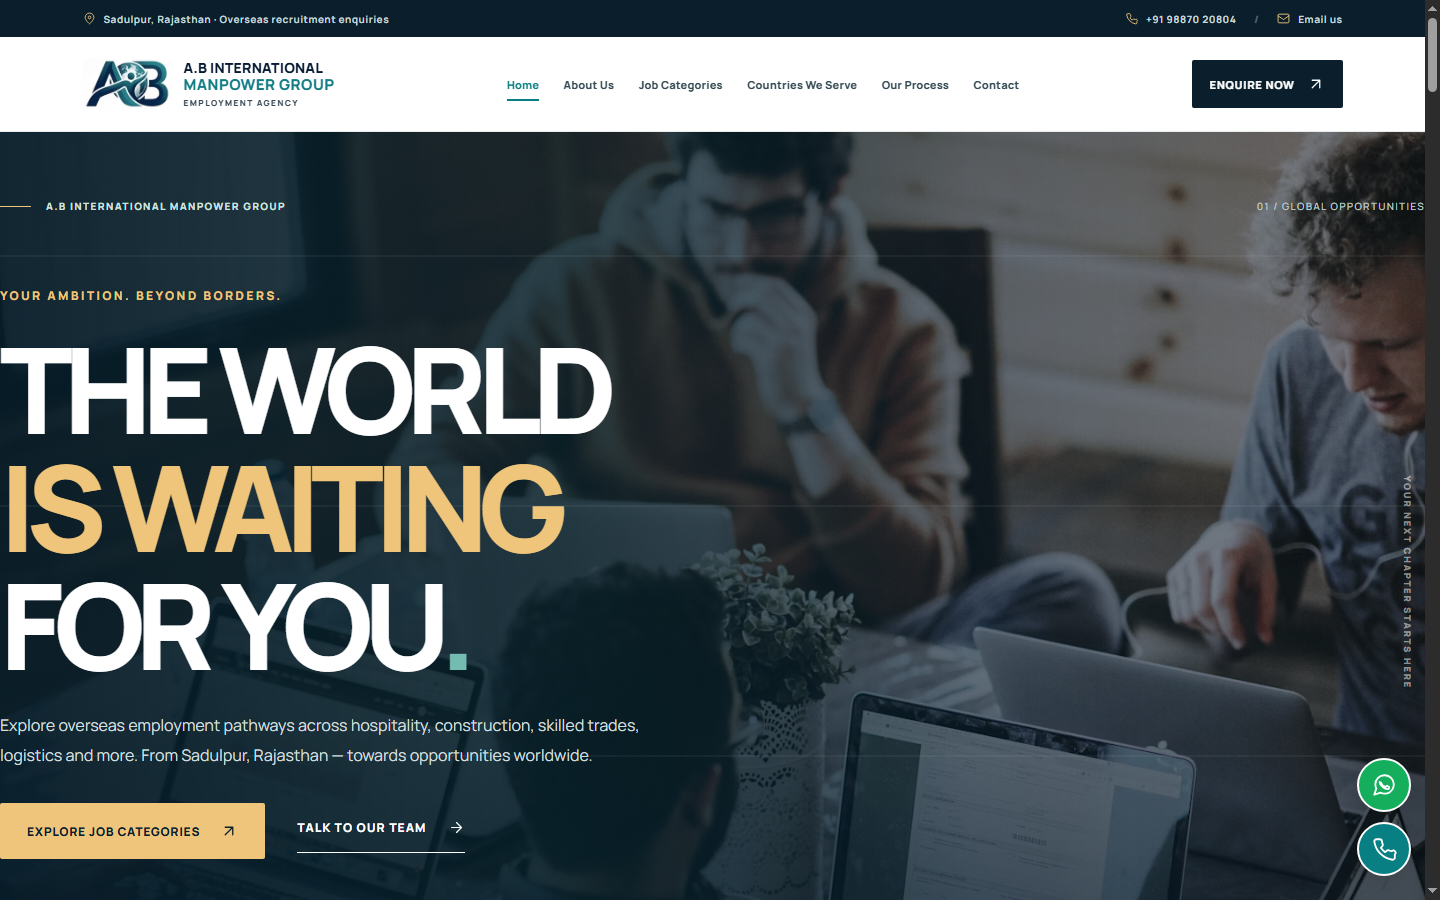 Sadulpur, Rajasthan · Overseas recruitment enquiries
+91 98870 20804 / Email us
AB
A.B INTERNATIONAL
MANPOWER GROUP
EMPLOYMENT AGENCY
Home About Us Job Categories Countries We Serve Our Process Contact
ENQUIRE NOW
A.B INTERNATIONAL MANPOWER GROUP
01 / GLOBAL OPPORTUNITIES
YOUR AMBITION. BEYOND BORDERS.
THE WORLD
IS WAITING
FOR YOU.
YOUR NEXT CHAPTER STARTS HERE
Explore overseas employment pathways across hospitality, construction, skilled trades,
logistics and more. From Sadulpur, Rajasthan — towards opportunities worldwide.
EXPLORE JOB CATEGORIES
TALK TO OUR TEAM